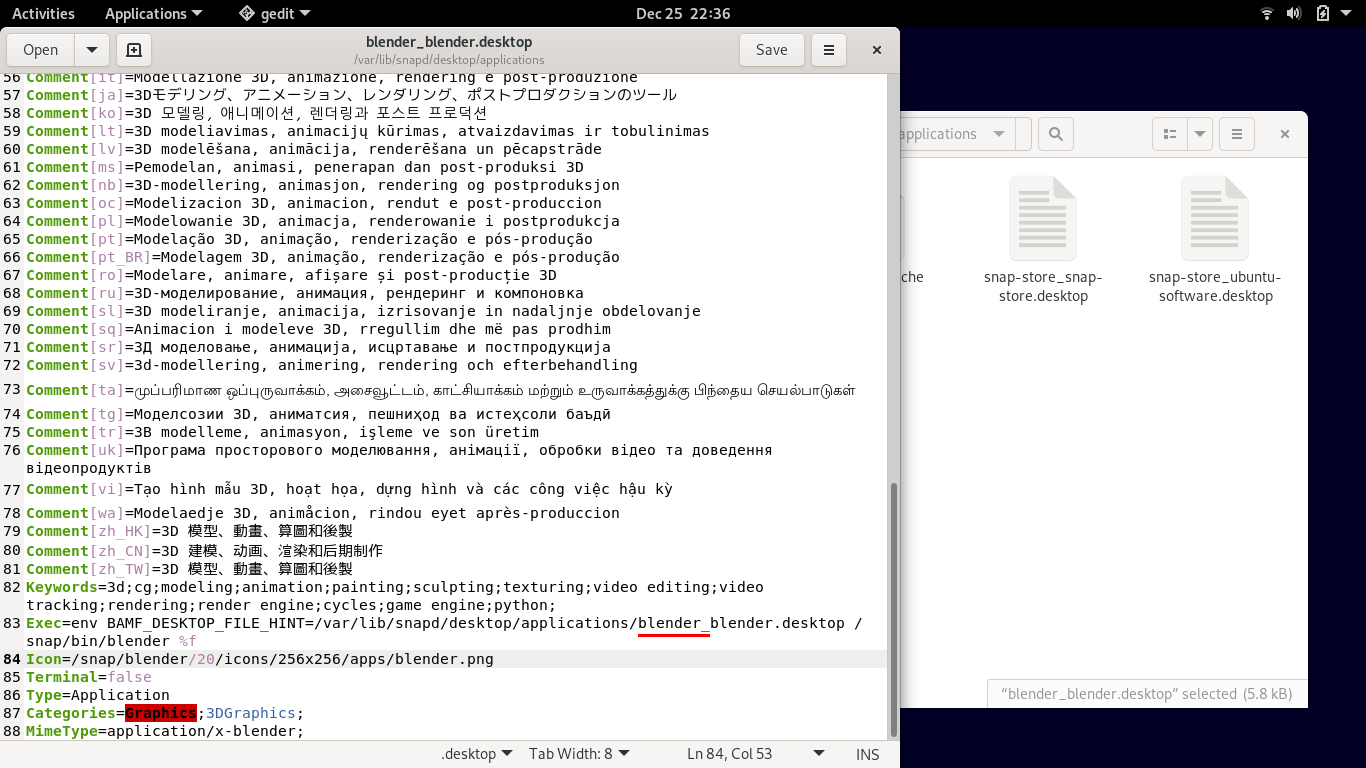 Activities Applications gedit Dec 25 22:36
Open blender_blender.desktop Save
/var/lib/snapd/desktop/applications
56 Comment[it]=Modellazione 3D, animazione, rendering e post-produzione
57 Comment[ja]=3Dモデリング、アニメーション、レンダリング、ポストプロダクションのツール
58 Comment[ko]=3D 모델링, 애니메이션, 렌더링과 포스트 프로덕션
59 Comment[lt]=3D modeliavimas, animacijų kūrimas, atvaizdavimas ir tobulinimas
60 Comment[lv]=3D modelēšana, animācija, renderēšana un pēcapstrāde
61 Comment[ms]=Pemodelan, animasi, penerapan dan post-produksi 3D
62 Comment[nb]=3D-modellering, animasjon, rendering og postproduksjon
63 Comment[oc]=Modelizacion 3D, animacion, rendut e post-produccion
64 Comment[pl]=Modelowanie 3D, animacja, renderowanie i postprodukcja
65 Comment[pt]=Modelação 3D, animação, renderização e pós-produção
66 Comment[pt_BR]=Modelagem 3D, animação, renderização e pós-produção
67 Comment[ro]=Modelare, animare, afișare și post-producție 3D
68 Comment[ru]=3D-моделирование, анимация, рендеринг и компоновка
69 Comment[sl]=3D modeliranje, animacija, izrisovanje in nadaljnje obdelovanje
70 Comment[sq]=Animacion i modeleve 3D, rregullim dhe më pas prodhim
71 Comment[sr]=3Д моделовање, анимација, исцртавање и постпродукција
72 Comment[sv]=3d-modellering, animering, rendering och efterbehandling
73 Comment[ta]=முப்பரிமாண ஒப்புருவாக்கம், அசைவூட்டம், காட்சியாக்கம் மற்றும் உருவாக்கத்துக்கு பிந்தைய செயல்பாடுகள்
74 Comment[tg]=Моделсозии 3D, аниматсия, пешниҳод ва истеҳсоли баъдӣ
75 Comment[tr]=3B modelleme, animasyon, işleme ve son üretim
76 Comment[uk]=Програма просторового моделювання, анімації, обробки відео та доведення
відеопродуктів
77 Comment[vi]=Tạo hình mẫu 3D, hoạt họa, dựng hình và các công việc hậu kỳ
78 Comment[wa]=Modelaedje 3D, animåcion, rindou eyet après-produccion
79 Comment[zh_HK]=3D 模型、動畫、算圖和後製
80 Comment[zh_CN]=3D 建模、动画、渲染和后期制作
81 Comment[zh_TW]=3D 模型、動畫、算圖和後製
82 Keywords=3d;cg;modeling;animation;painting;sculpting;texturing;video editing;video
tracking;rendering;render engine;cycles;game engine;python;
83 Exec=env BAMF_DESKTOP_FILE_HINT=/var/lib/snapd/desktop/applications/blender_blender.desktop /
snap/bin/blender %f
84 Icon=/snap/blender/20/icons/256x256/apps/blender.png
85 Terminal=false
86 Type=Application
87 Categories=Graphics;3DGraphics;
88 MimeType=application/x-blender;
.desktop Tab Width: 8 Ln 84, Col 53 INS
applications
che
snap-store_snap-
store.desktop
snap-store_ubuntu-
software.desktop
“blender_blender.desktop” selected (5.8 kB)